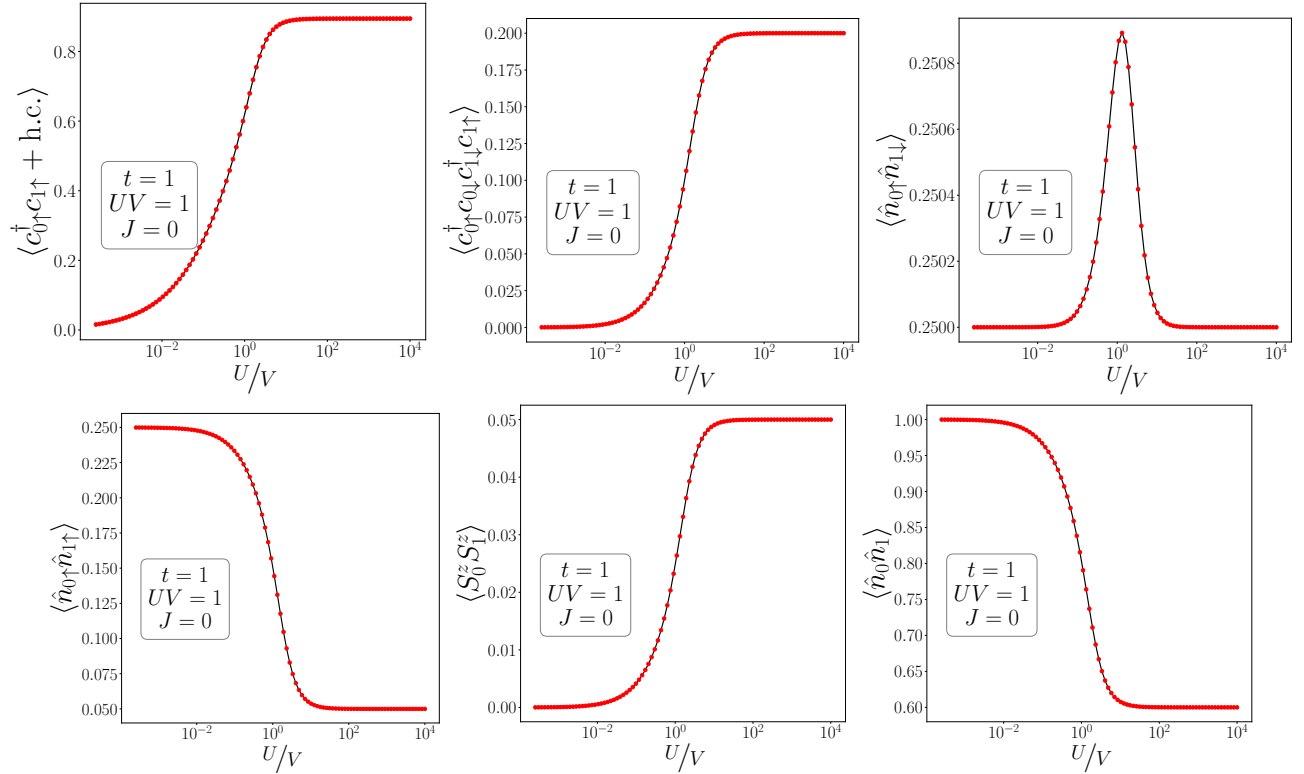 ⟨c†0↑c1↑ + h.c.⟩
0.8
0.6
0.4
0.2
0.0
t = 1
UV = 1
J = 0
10⁻² 10⁰ 10² 10⁴
U/V
⟨c†0↑c0↓c†1↓c1↑⟩
0.200
0.175
0.150
0.125
0.100
0.075
0.050
0.025
0.000
t = 1
UV = 1
J = 0
10⁻² 10⁰ 10² 10⁴
U/V
⟨n̂0↑n̂1↓⟩
0.2508
0.2506
0.2504
0.2502
0.2500
t = 1
UV = 1
J = 0
10⁻² 10⁰ 10² 10⁴
U/V
⟨n̂0↑n̂1↑⟩
0.250
0.225
0.200
0.175
0.150
0.125
0.100
0.075
0.050
t = 1
UV = 1
J = 0
10⁻² 10⁰ 10² 10⁴
U/V
⟨Sᶻ0Sᶻ1⟩
0.05
0.04
0.03
0.02
0.01
0.00
t = 1
UV = 1
J = 0
10⁻² 10⁰ 10² 10⁴
U/V
⟨n̂0n̂1⟩
1.00
0.95
0.90
0.85
0.80
0.75
0.70
0.65
0.60
t = 1
UV = 1
J = 0
10⁻² 10⁰ 10² 10⁴
U/V